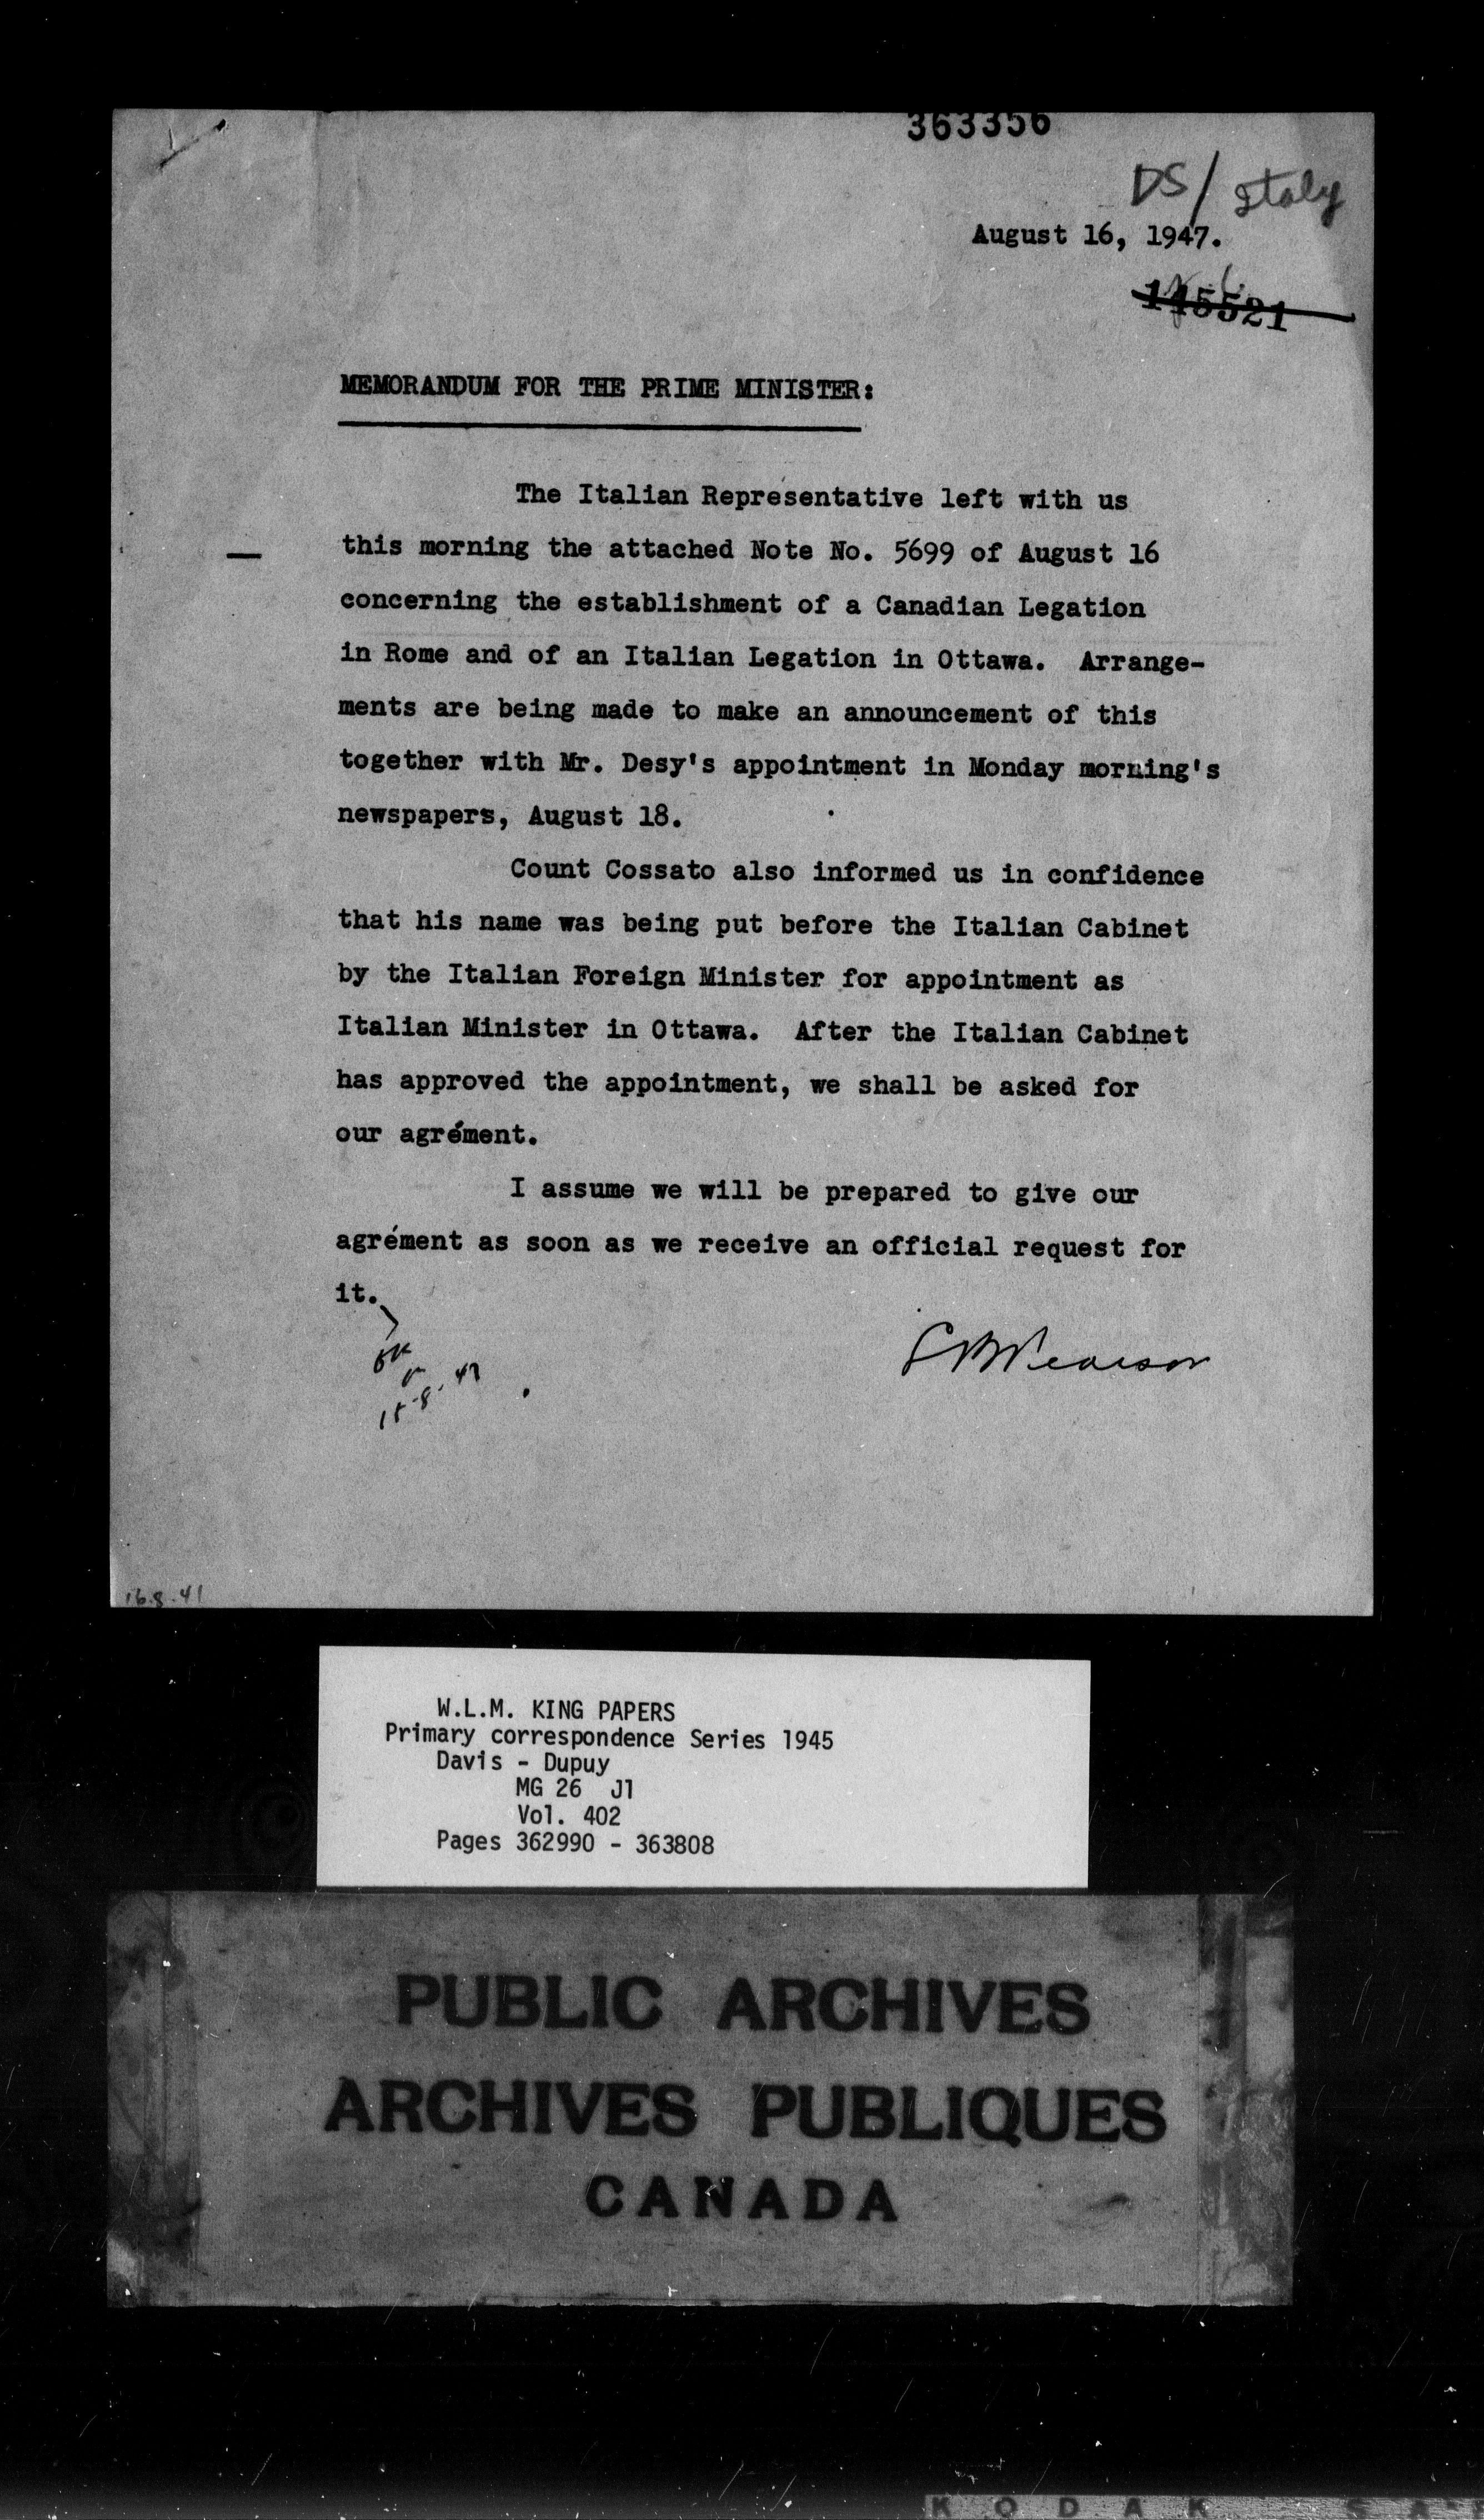 363356
DS/ Italy
August 16, 1947.
145521
MEMORANDUM FOR THE PRIME MINISTER:
The Italian Representative left with us
this morning the attached Note No. 5699 of August 16
concerning the establishment of a Canadian Legation
in Rome and of an Italian Legation in Ottawa. Arrange-
ments are being made to make an announcement of this
together with Mr. Desy's appointment in Monday morning's
newspapers, August 18.
Count Cossato also informed us in confidence
that his name was being put before the Italian Cabinet
by the Italian Foreign Minister for appointment as
Italian Minister in Ottawa. After the Italian Cabinet
has approved the appointment, we shall be asked for
our agrément.
I assume we will be prepared to give our
agrément as soon as we receive an official request for
it.
LBPearson
OK
16.8.41
W.L.M. KING PAPERS
Primary correspondence Series 1945
Davis - Dupuy
MG 26 J1
Vol. 402
Pages 362990 - 363808
PUBLIC ARCHIVES
ARCHIVES PUBLIQUES
CANADA
KODAK